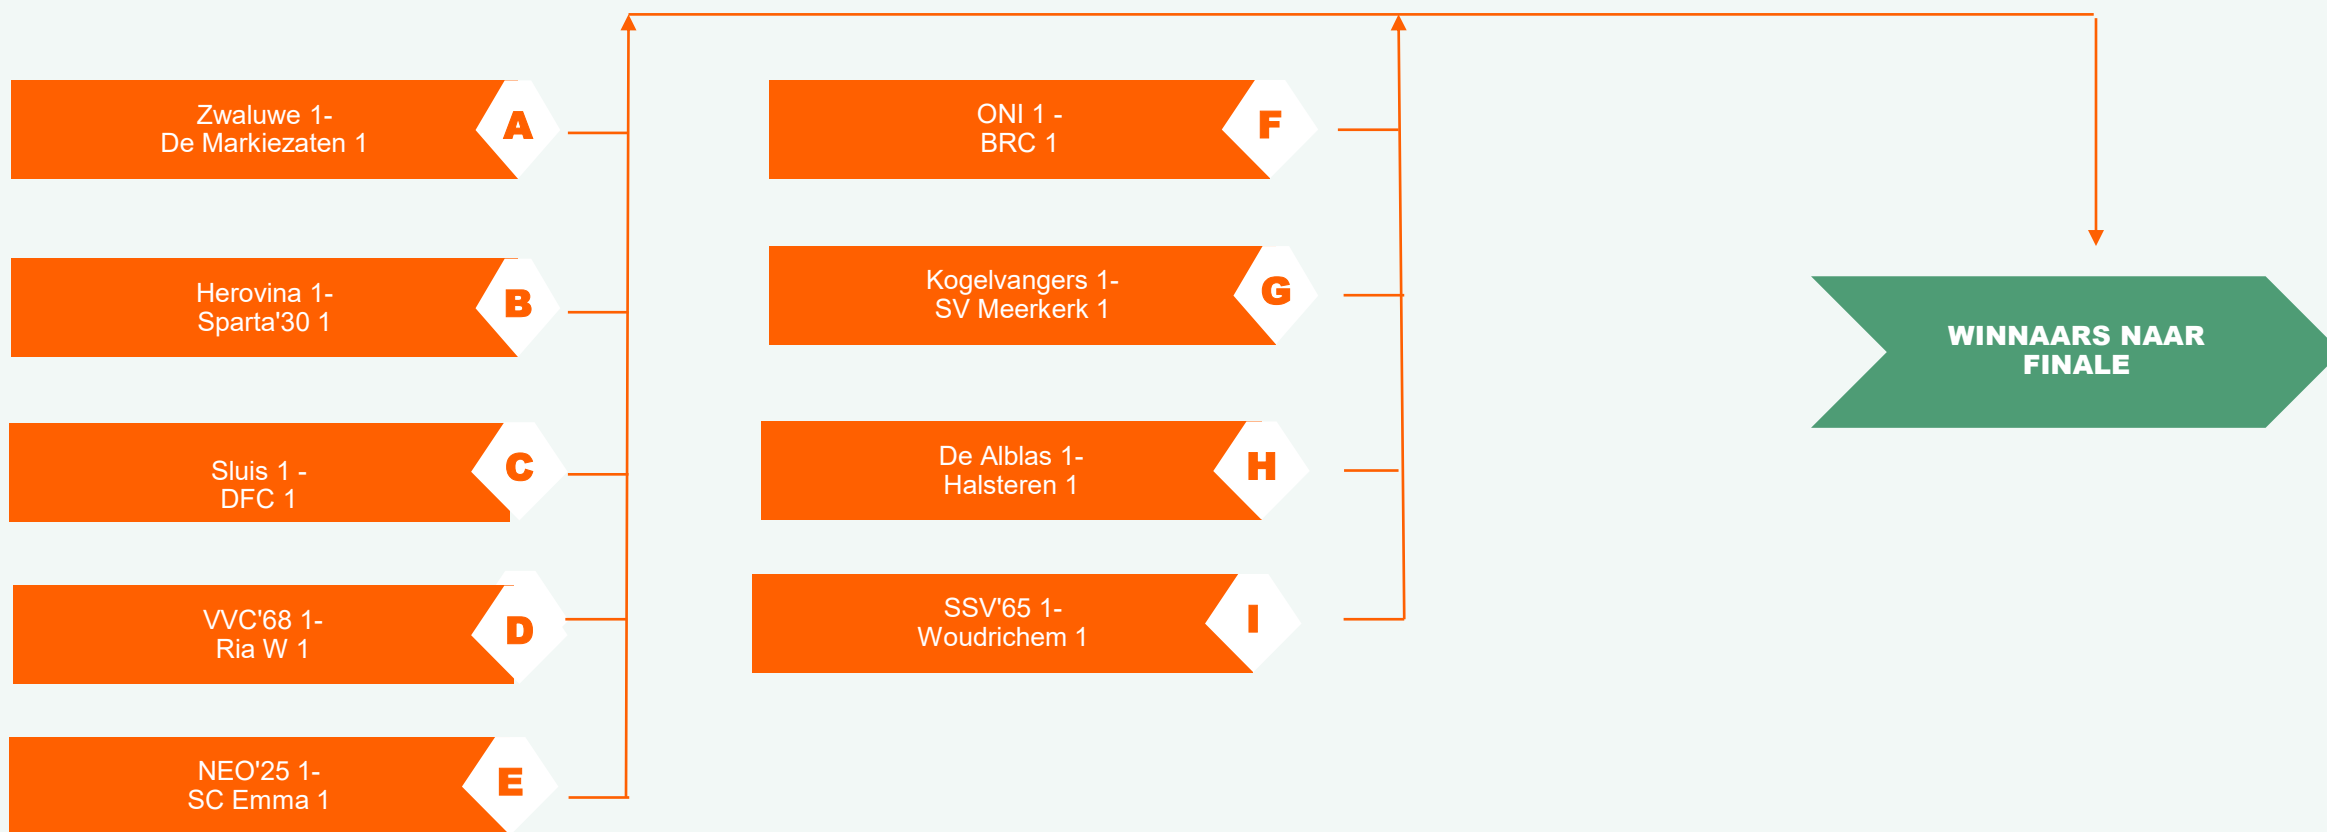 Zwaluwe 1-
De Markiezaten 1
A
Herovina 1-
Sparta'30 1
B
Sluis 1 -
DFC 1
C
VVC'68 1-
Ria W 1
D
NEO'25 1-
SC Emma 1
E
ONI 1 -
BRC 1
F
Kogelvangers 1-
SV Meerkerk 1
G
De Alblas 1-
Halsteren 1
H
SSV'65 1-
Woudrichem 1
I
WINNAARS NAAR
FINALE